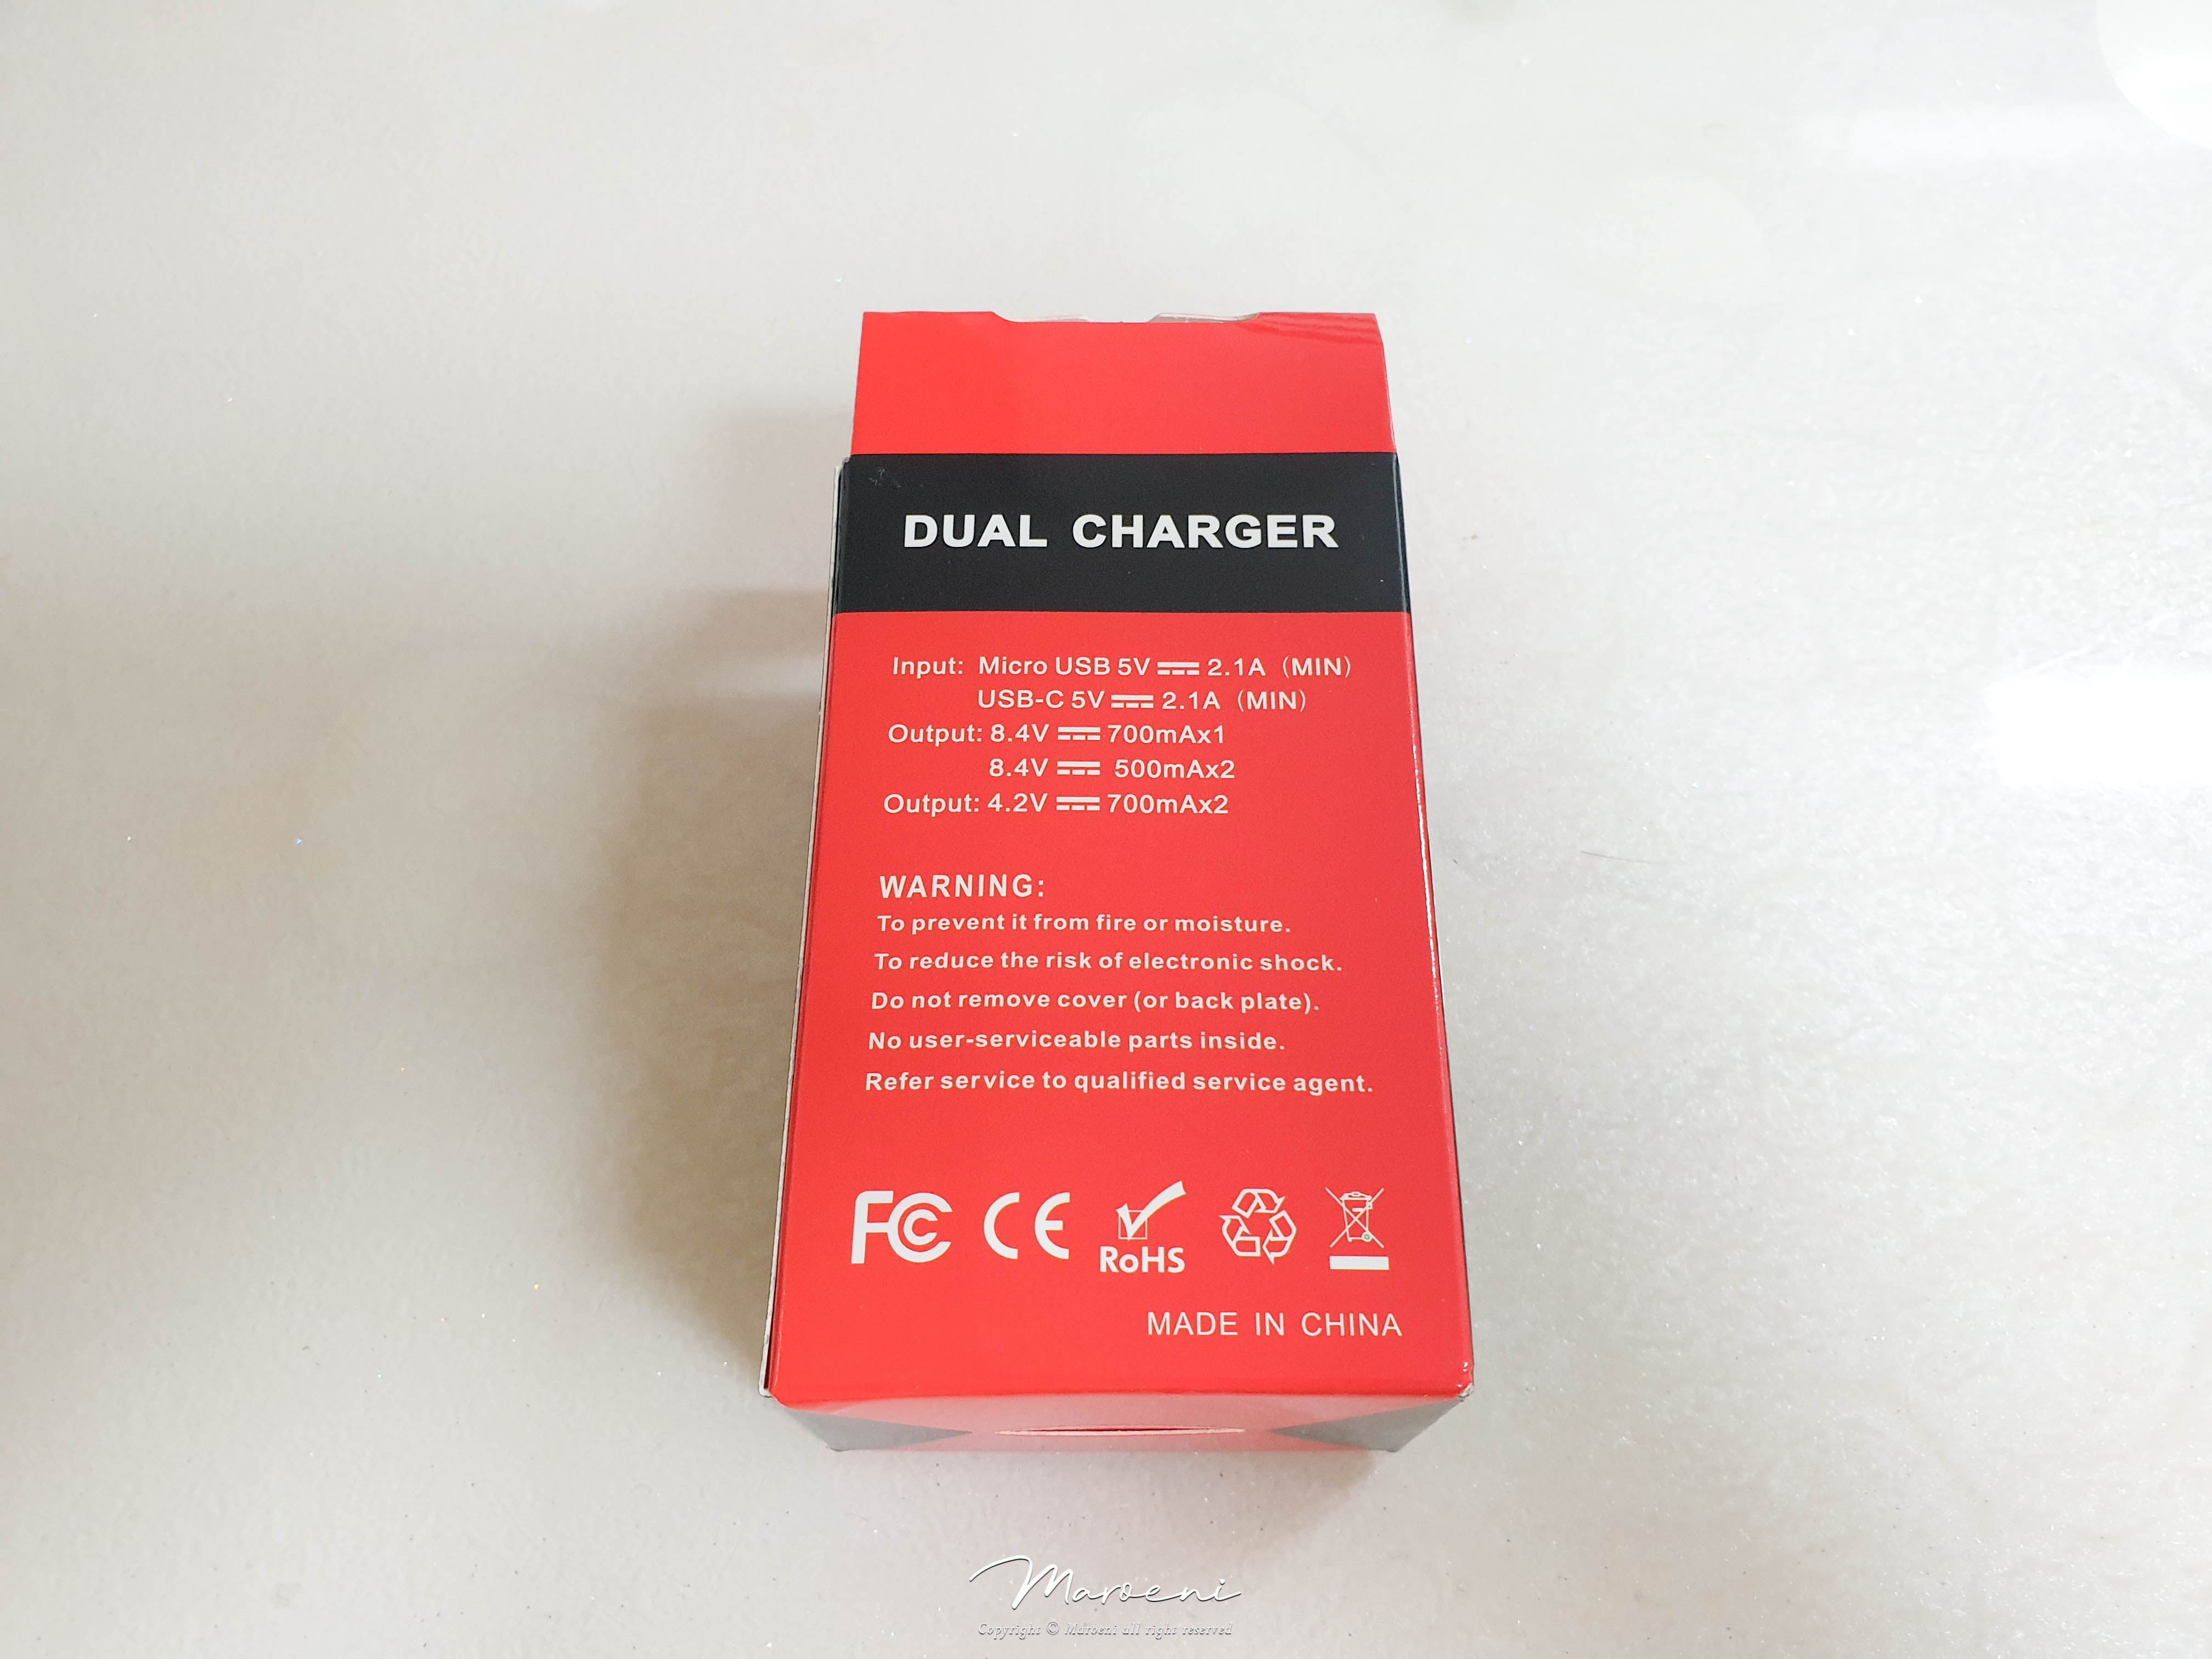 DUAL CHARGER
Input: Micro USB 5V ⎓ 2.1A (MIN)
USB-C 5V ⎓ 2.1A (MIN)
Output: 8.4V ⎓ 700mAx1
8.4V ⎓ 500mAx2
Output: 4.2V ⎓ 700mAx2
WARNING:
To prevent it from fire or moisture.
To reduce the risk of electronic shock.
Do not remove cover (or back plate).
No user-serviceable parts inside.
Refer service to qualified service agent.
FC CE RoHS
MADE IN CHINA
Maroeni
Copyright © Maroeni all right reserved